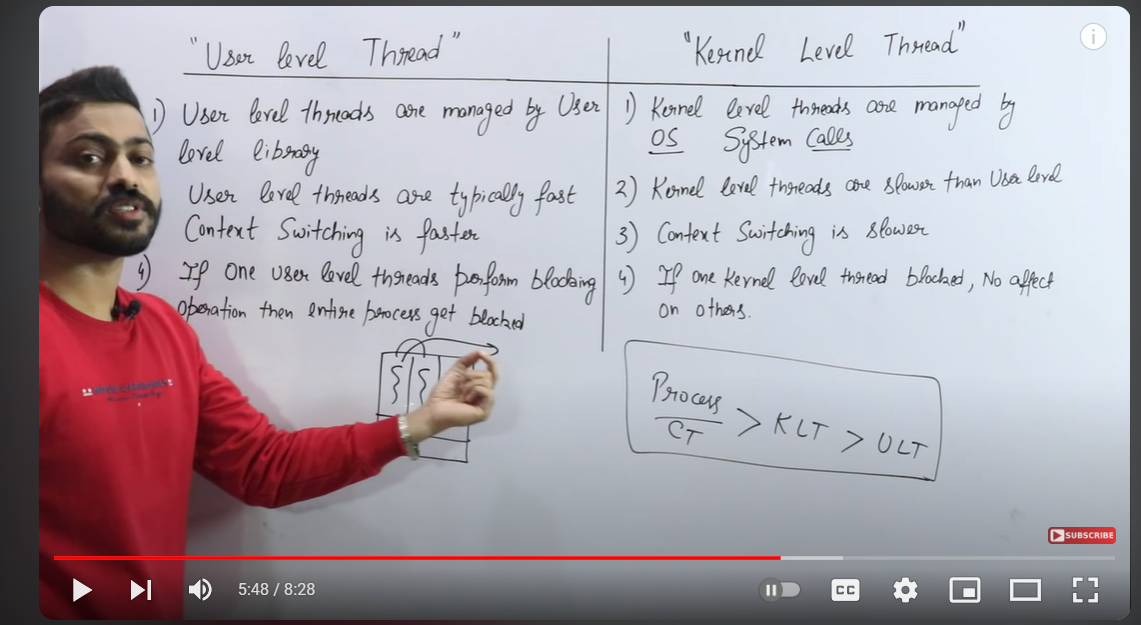 "User level Thread"
"Kernel Level Thread"
1) User level threads are managed by User
level library
User level threads are typically fast
Context Switching is faster
4) If one user level threads perform blocking
operation then entire process get blocked
1) Kernel level threads are managed by
OS System Calls
2) Kernel level threads are slower than User level
3) Context Switching is slower
4) If one kernel level thread blocked, No affect
on others.
Process
CT
> KLT > ULT
SUBSCRIBE
5:48 / 8:28
CC